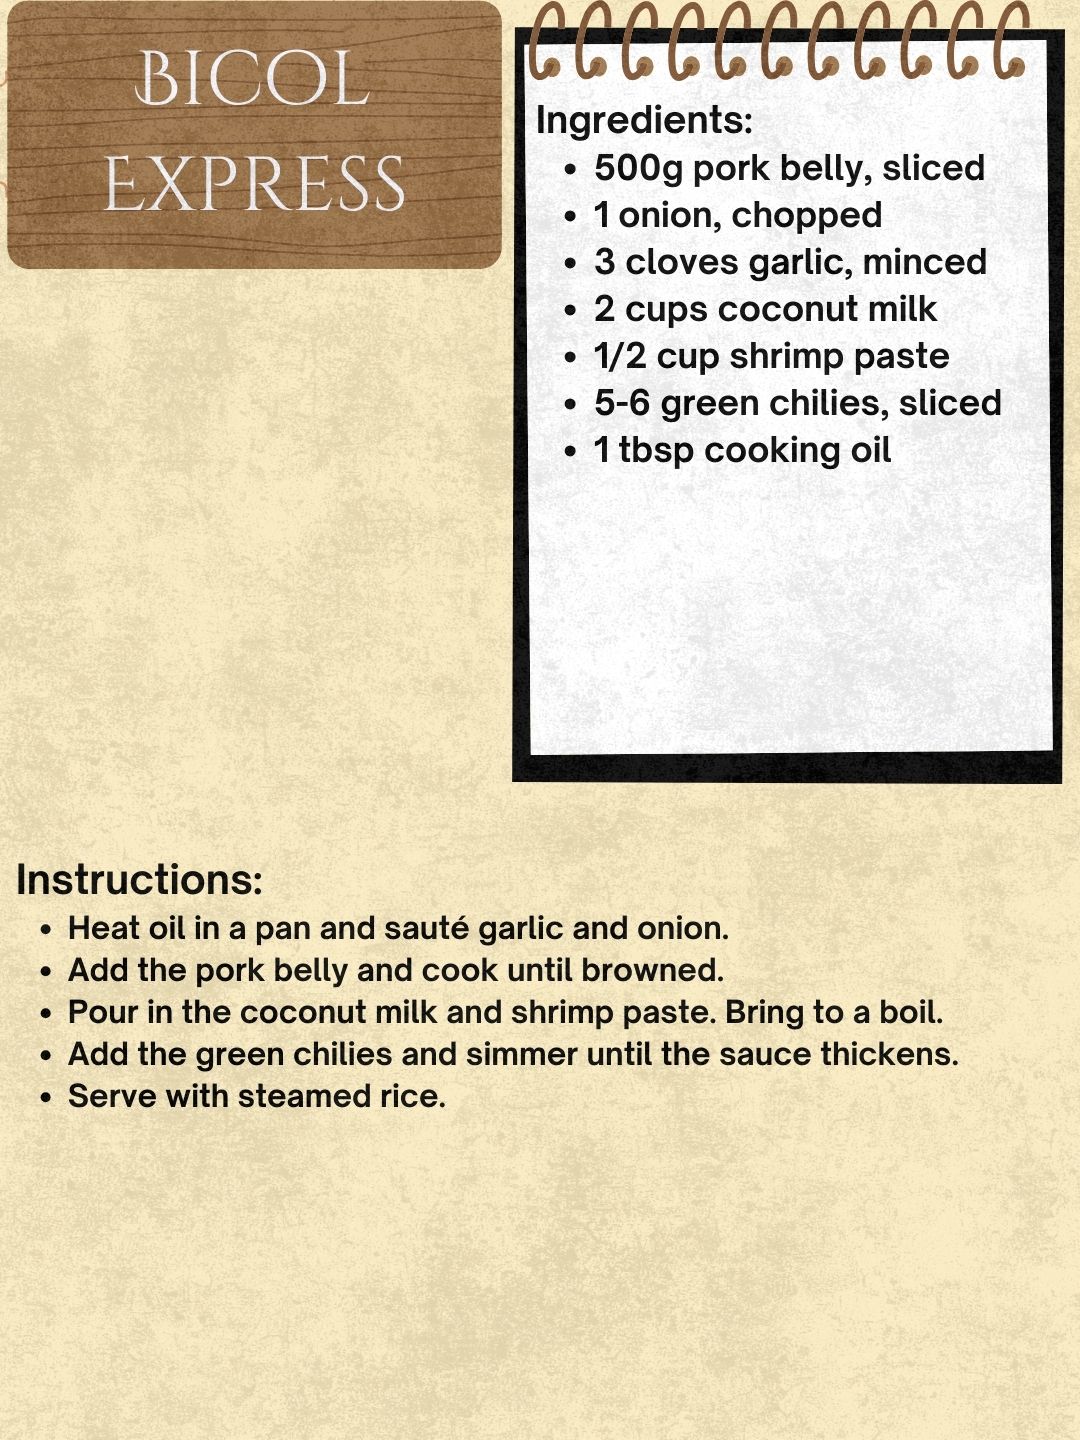 BICOL
EXPRESS
Ingredients:
• 500g pork belly, sliced
• 1 onion, chopped
• 3 cloves garlic, minced
• 2 cups coconut milk
• 1/2 cup shrimp paste
• 5-6 green chilies, sliced
• 1 tbsp cooking oil
Instructions:
• Heat oil in a pan and sauté garlic and onion.
• Add the pork belly and cook until browned.
• Pour in the coconut milk and shrimp paste. Bring to a boil.
• Add the green chilies and simmer until the sauce thickens.
• Serve with steamed rice.